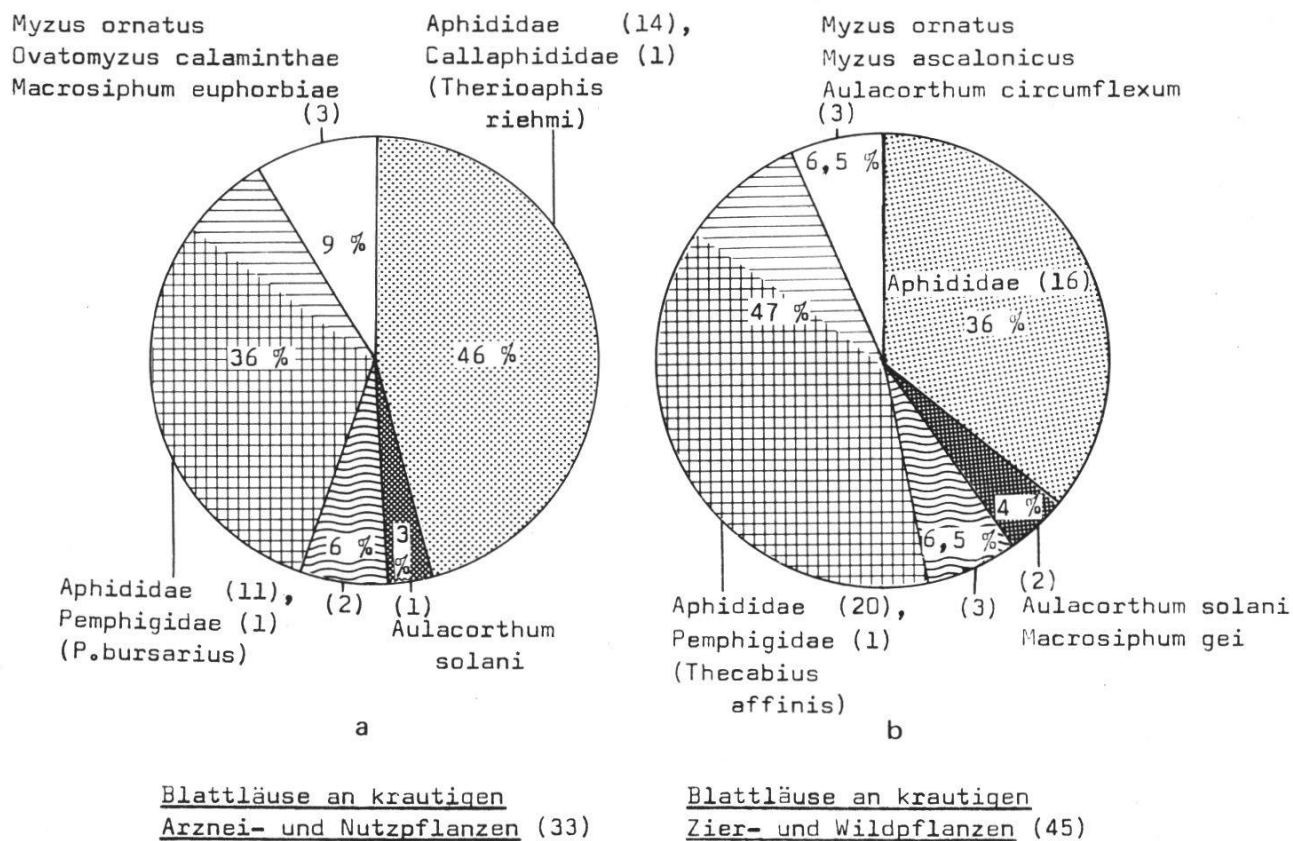 Myzus ornatus
Ovatomyzus calaminthae
Macrosiphum euphorbiae
(3)
Aphididae (14),
Callaphididae (1)
(Therioaphis
riehmi)
9 %
36 %
46 %
6 %
3
%
Aphididae (11),
Pemphigidae (1)
(P.bursarius)
(2)
(1)
Aulacorthum
solani
a
Blattläuse an krautigen
Arznei- und Nutzpflanzen (33)
Myzus ornatus
Myzus ascalonicus
Aulacorthum circumflexum
(3)
6,5 %
Aphididae (16)
36 %
47 %
4 %
6,5 %
Aphididae (20),
Pemphigidae (1)
(Thecabius
affinis)
(3)
(2)
Aulacorthum solani
Macrosiphum gei
b
Blattläuse an krautigen
Zier- und Wildpflanzen (45)